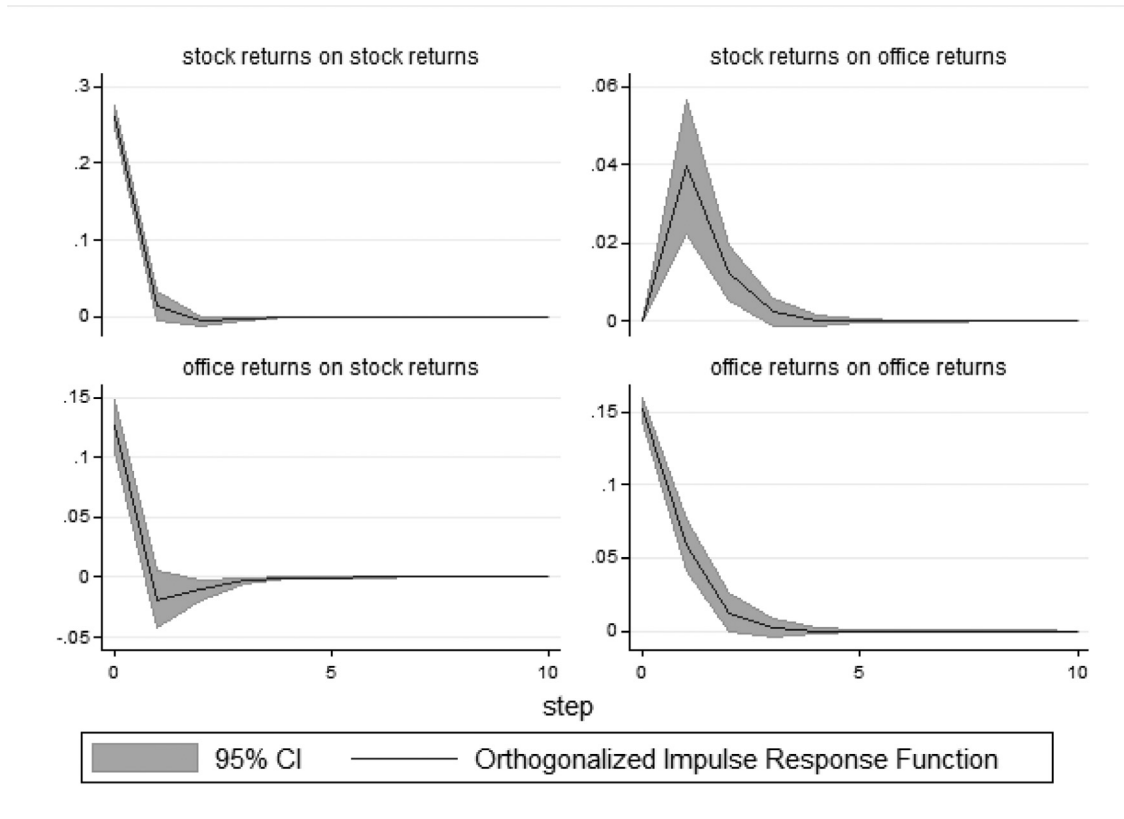 stock returns on stock returns
.3
.2
.1
0
stock returns on office returns
.06
.04
.02
0
office returns on stock returns
.15
.1
.05
0
-.05
0 5 10
office returns on office returns
.15
.1
.05
0
0 5 10
step
95% CI Orthogonalized Impulse Response Function